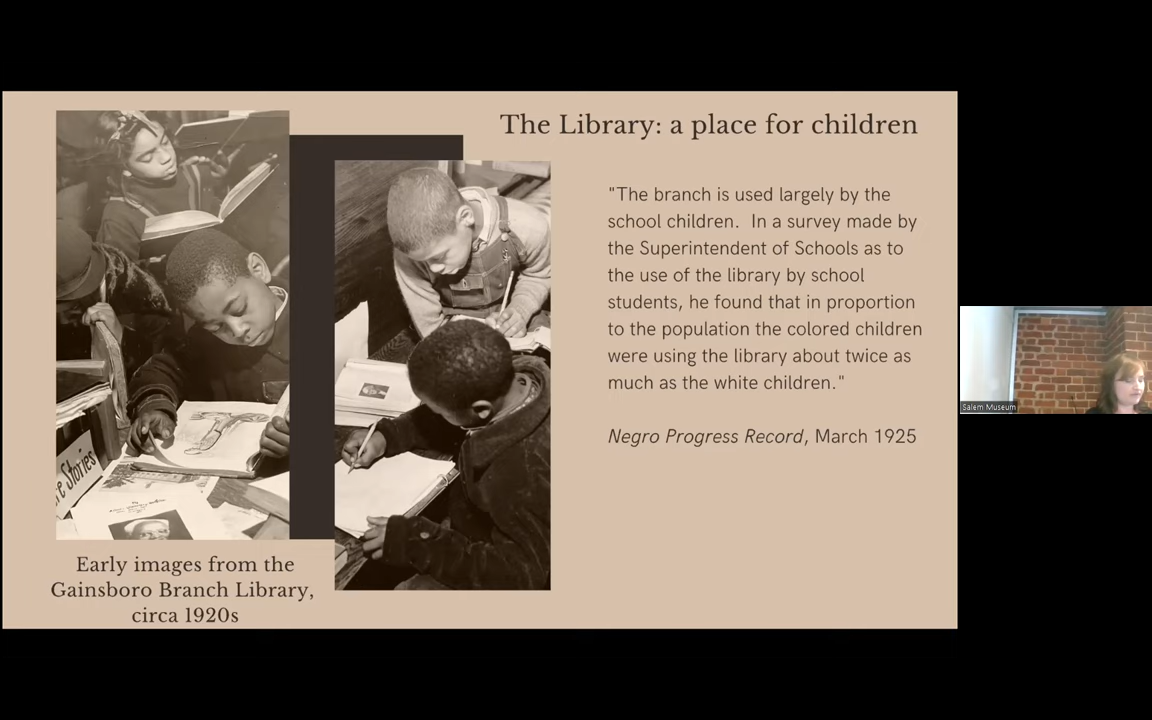 The Library: a place for children
"The branch is used largely by the
school children.  In a survey made by
the Superintendent of Schools as to
the use of the library by school
students, he found that in proportion
to the population the colored children
were using the library about twice as
much as the white children."
Negro Progress Record, March 1925
re Stories
Early images from the
Gainsboro Branch Library,
circa 1920s
Salem Museum